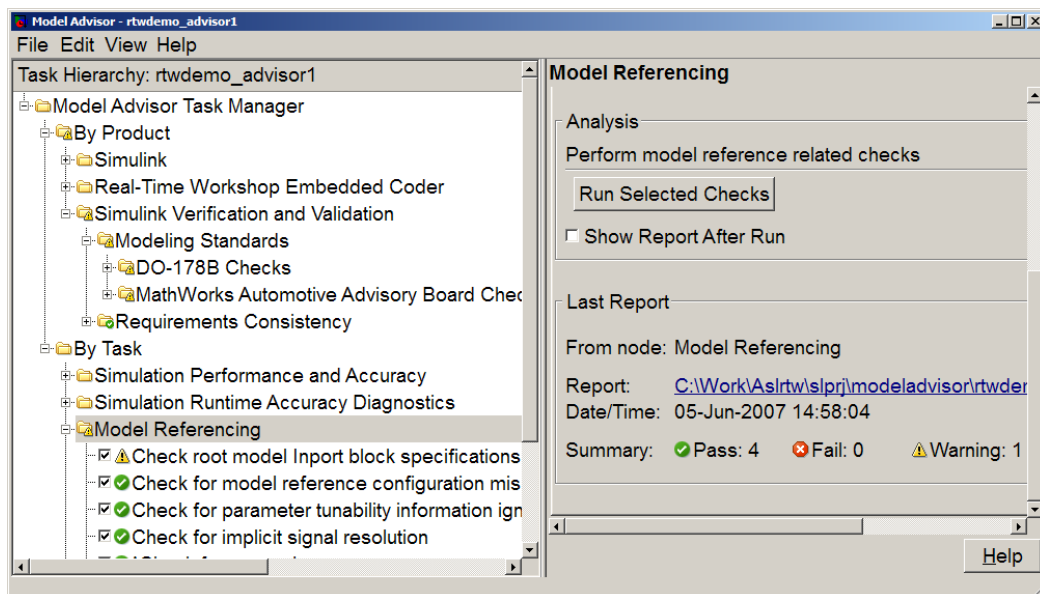 Model Advisor - rtwdemo_advisor1
File Edit View Help
Task Hierarchy: rtwdemo_advisor1
Model Advisor Task Manager
By Product
Simulink
Real-Time Workshop Embedded Coder
Simulink Verification and Validation
Modeling Standards
DO-178B Checks
MathWorks Automotive Advisory Board Chec
Requirements Consistency
By Task
Simulation Performance and Accuracy
Simulation Runtime Accuracy Diagnostics
Model Referencing
Check root model Inport block specifications
Check for model reference configuration mis
Check for parameter tunability information ign
Check for implicit signal resolution
Model Referencing
Analysis
Perform model reference related checks
Run Selected Checks
Show Report After Run
Last Report
From node: Model Referencing
Report: C:\Work\Aslrtw\slprj\modeladvisor\rtwder
Date/Time: 05-Jun-2007 14:58:04
Summary: Pass: 4 Fail: 0 Warning: 1
Help